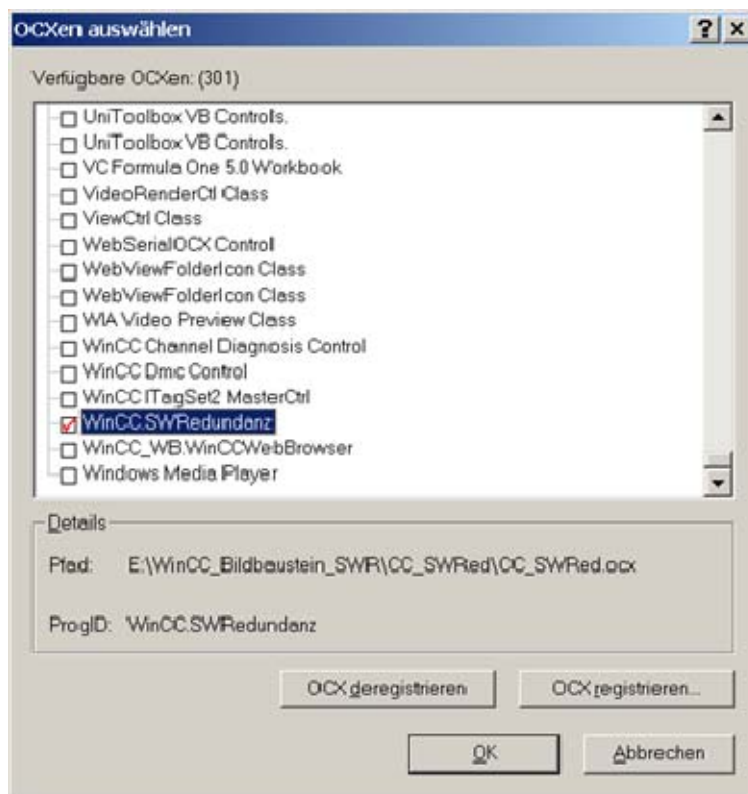 OCXen auswählen
Verfügbare OCXen: (301)
UniToolbox VB Controls.
UniToolbox VB Controls.
VC Formula One 5.0 Workbook
VideoRenderCtl Class
ViewCtrl Class
WebSerialOCX Control
WebViewFolderIcon Class
WebViewFolderIcon Class
WIA Video Preview Class
WinCC Channel Diagnosis Control
WinCC Dmc Control
WinCC ITagSet2 MasterCtrl
WinCC.SWRedundanz
WinCC_WB.WinCCWebBrowser
Windows Media Player
Details
Pfad: E:\WinCC_Bildbaustein_SWR\CC_SWRed\CC_SWRed.ocx
ProgID: WinCC.SWRedundanz
OCX deregistrieren
OCX registrieren...
OK
Abbrechen